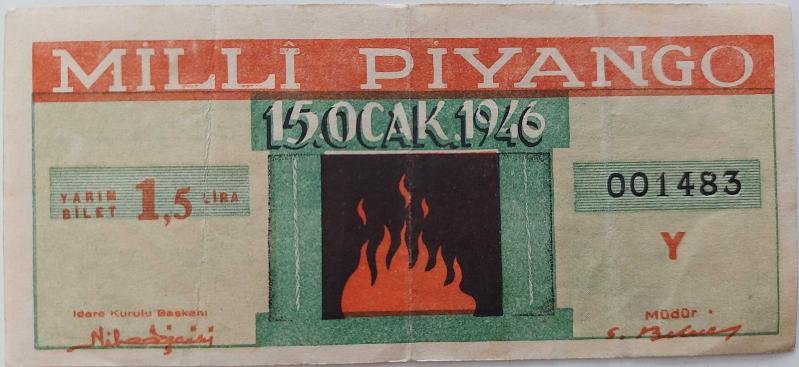 MİLLÎ PİYANGO
15.OCAK.1946
YARIM BİLET 1,5 LİRA
001483
Y
İdare Kurulu Başkanı
Müdür